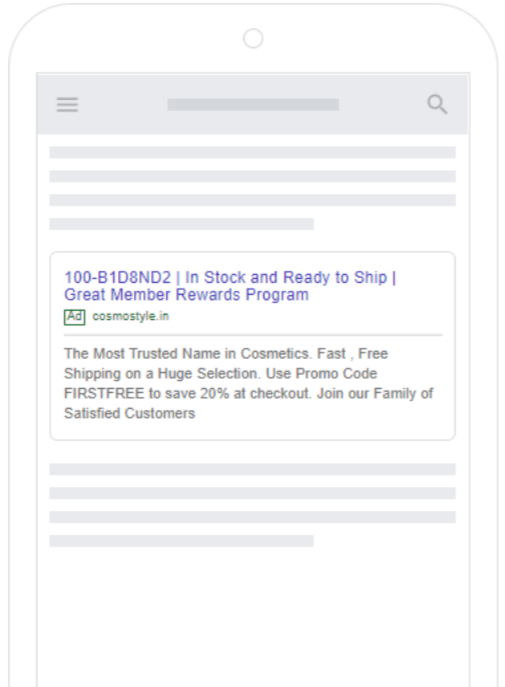 100-B1D8ND2 | In Stock and Ready to Ship |
Great Member Rewards Program
Ad cosmostyle.in
The Most Trusted Name in Cosmetics. Fast , Free
Shipping on a Huge Selection. Use Promo Code
FIRSTFREE to save 20% at checkout. Join our Family of
Satisfied Customers